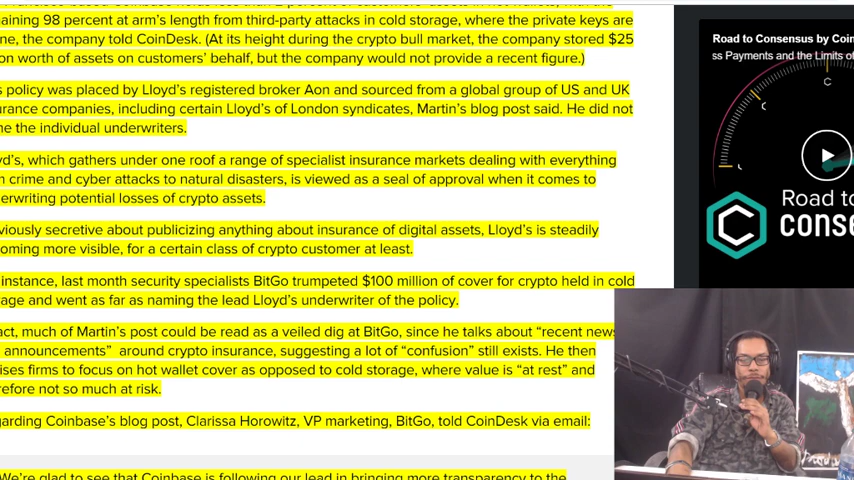 aining 98 percent at arm's length from third-party attacks in cold storage, where the private keys are
ne, the company told CoinDesk. (At its height during the crypto bull market, the company stored $25
on worth of assets on customers' behalf, but the company would not provide a recent figure.)
s policy was placed by Lloyd's registered broker Aon and sourced from a global group of US and UK
urance companies, including certain Lloyd's of London syndicates, Martin's blog post said. He did not
e the individual underwriters.
yd's, which gathers under one roof a range of specialist insurance markets dealing with everything
n crime and cyber attacks to natural disasters, is viewed as a seal of approval when it comes to
erwriting potential losses of crypto assets.
viously secretive about publicizing anything about insurance of digital assets, Lloyd's is steadily
oming more visible, for a certain class of crypto customer at least.
instance, last month security specialists BitGo trumpeted $100 million of cover for crypto held in cold
age and went as far as naming the lead Lloyd's underwriter of the policy.
act, much of Martin's post could be read as a veiled dig at BitGo, since he talks about "recent news
announcements" around crypto insurance, suggesting a lot of "confusion" still exists. He then
ises firms to focus on hot wallet cover as opposed to cold storage, where value is "at rest" and
refore not so much at risk.
garding Coinbase's blog post, Clarissa Horowitz, VP marketing, BitGo, told CoinDesk via email:
We're glad to see that Coinbase is following our lead in bringing more transparency to the
Road to Consensus by Coin
ss Payments and the Limits of
Road to
conse